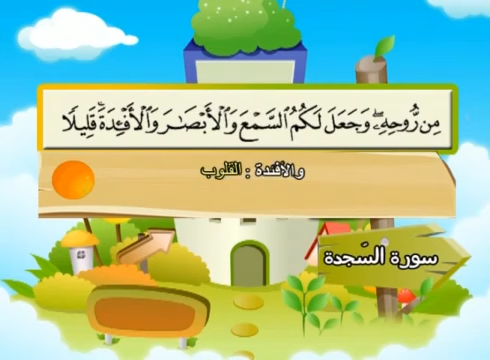 مِن رُّوحِهِۦۖ وَجَعَلَ لَكُمُ ٱلسَّمْعَ وَٱلْأَبْصَٰرَ وَٱلْأَفْـِٔدَةَۚ قَلِيلًا
والأفئدة : القلوب
سورة السَّجدة